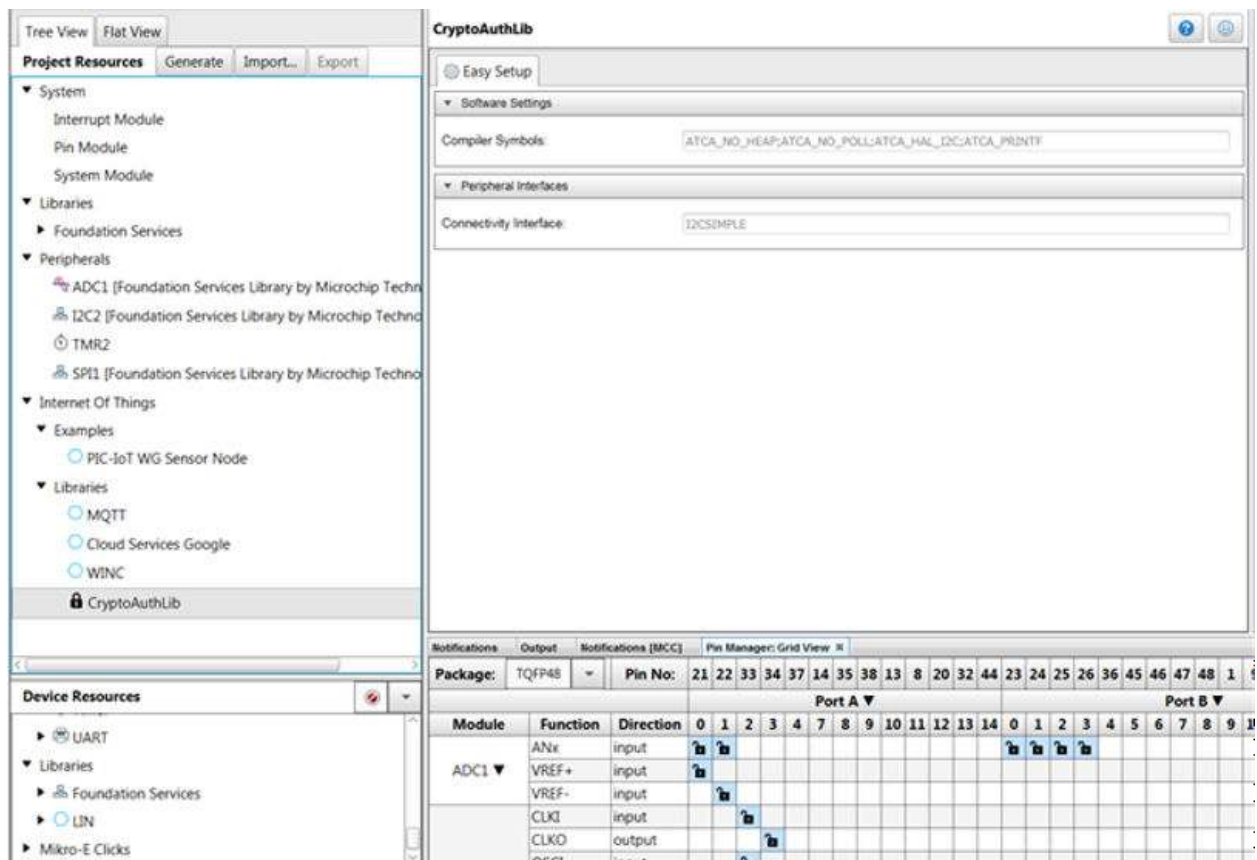 Tree View Flat View
Project Resources Generate Import... Export
System
Interrupt Module
Pin Module
System Module
Libraries
Foundation Services
Peripherals
ADC1 [Foundation Services Library by Microchip Techn
I2C2 [Foundation Services Library by Microchip Techno
TMR2
SPI1 [Foundation Services Library by Microchip Techno
Internet Of Things
Examples
PIC-IoT WG Sensor Node
Libraries
MQTT
Cloud Services Google
WINC
CryptoAuthLib
Device Resources
UART
Libraries
Foundation Services
LIN
Mikro-E Clicks
CryptoAuthLib
Easy Setup
Software Settings
Compiler Symbols: ATCA_NO_HEAP;ATCA_NO_POLL;ATCA_HAL_I2C;ATCA_PRINTF
Peripheral Interfaces
Connectivity Interface: I2CSIMPLE
Notifications Output Notifications [MCC] Pin Manager: Grid View
Package: TQFP48 Pin No: 21 22 33 34 37 14 35 38 13 8 20 32 44 23 24 25 26 36 45 46 47 48 1
Port A ▼ Port B ▼
Module Function Direction 0 1 2 3 4 7 8 9 10 11 12 13 14 0 1 2 3 4 5 6 7 8 9
ANx input
ADC1 ▼ VREF+ input
VREF- input
CLKI input
CLKO output